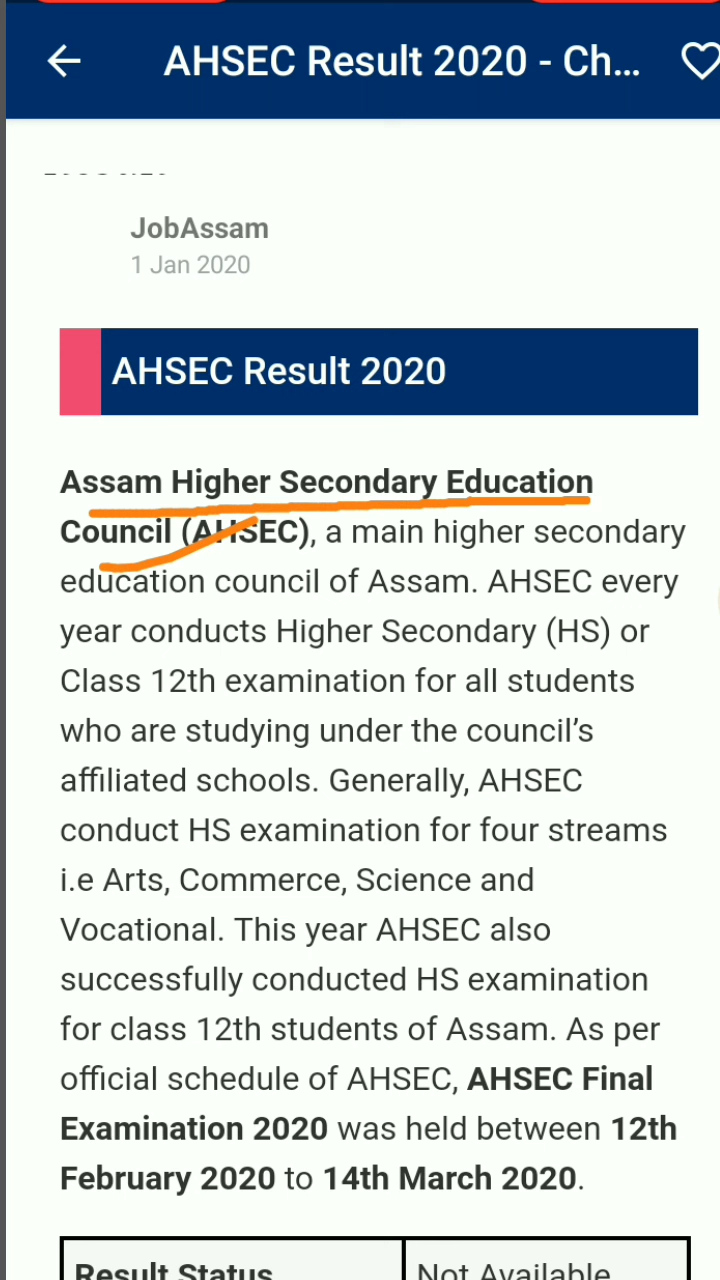 AHSEC Result 2020 - Ch...
JobAssam
1 Jan 2020
AHSEC Result 2020
Assam Higher Secondary Education
Council (AHSEC), a main higher secondary
education council of Assam. AHSEC every
year conducts Higher Secondary (HS) or
Class 12th examination for all students
who are studying under the council’s
affiliated schools. Generally, AHSEC
conduct HS examination for four streams
i.e Arts, Commerce, Science and
Vocational. This year AHSEC also
successfully conducted HS examination
for class 12th students of Assam. As per
official schedule of AHSEC, AHSEC Final
Examination 2020 was held between 12th
February 2020 to 14th March 2020.
Result Status Not Available